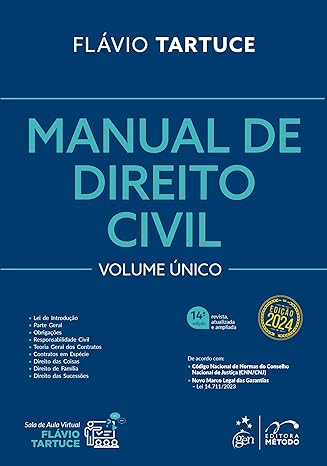 FLÁVIO TARTUCE
MANUAL DE
DIREITO
CIVIL
VOLUME ÚNICO
• Lei de Introdução
• Parte Geral
• Obrigações
• Responsabilidade Civil
• Teoria Geral dos Contratos
• Contratos em Espécie
• Direito das Coisas
• Direito de Família
• Direito das Sucessões
14ª
edição
revista,
atualizada
e ampliada
EDIÇÃO
2024
De acordo com:
• Código Nacional de Normas do Conselho
Nacional de Justiça (CNN/CNJ)
• Novo Marco Legal das Garantias
– Lei 14.711/2023
Sala de Aula Virtual
FLÁVIO
TARTUCE
gen
EDITORA
MÉTODO